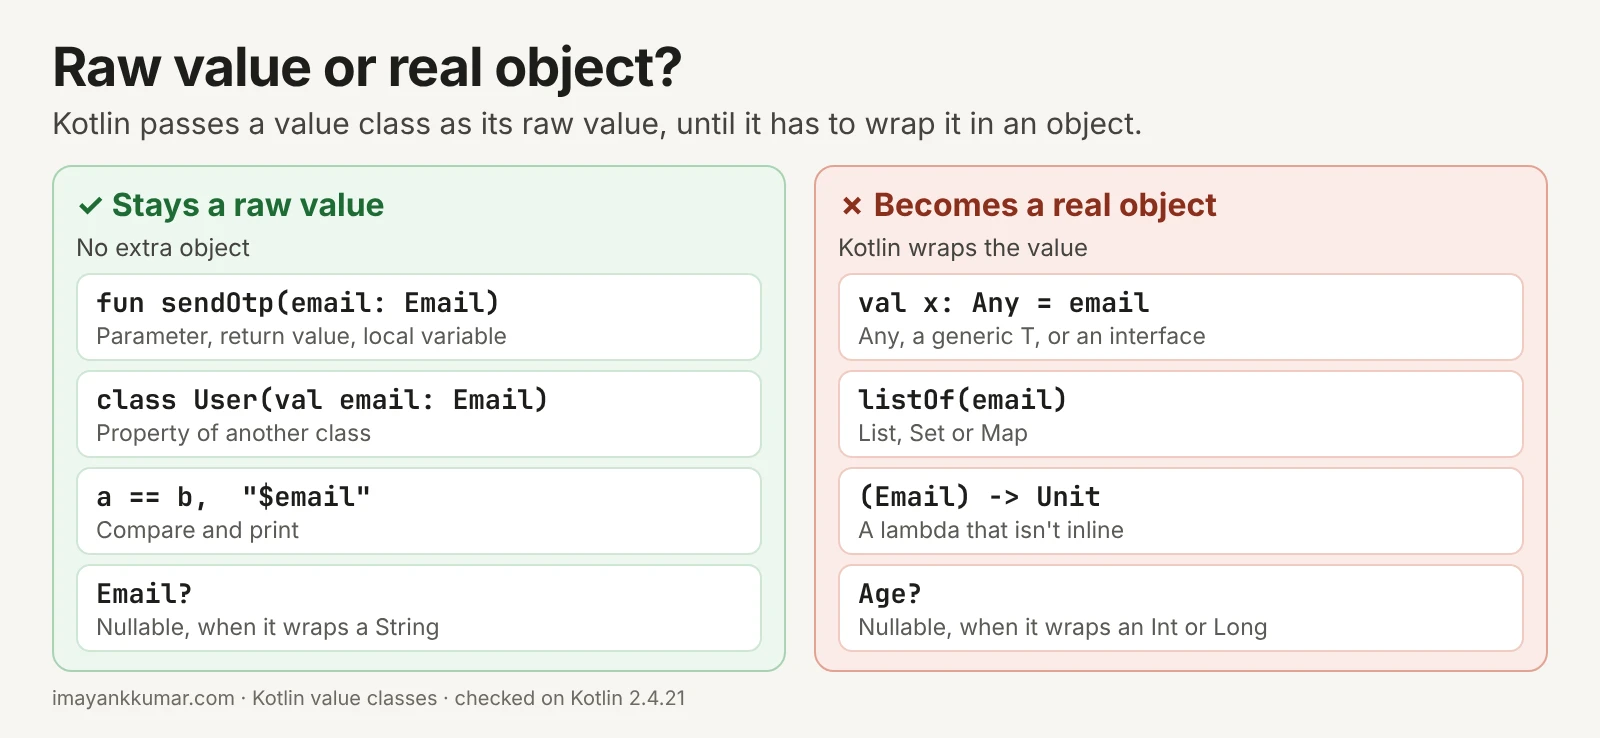 Raw value or real object?
Kotlin passes a value class as its raw value, until it has to wrap it in an object.
✓ Stays a raw value
No extra object
fun sendOtp(email: Email)
Parameter, return value, local variable
class User(val email: Email)
Property of another class
a == b,  "$email"
Compare and print
Email?
Nullable, when it wraps a String
× Becomes a real object
Kotlin wraps the value
val x: Any = email
Any, a generic T, or an interface
listOf(email)
List, Set or Map
(Email) -> Unit
A lambda that isn't inline
Age?
Nullable, when it wraps an Int or Long
imayankkumar.com · Kotlin value classes · checked on Kotlin 2.4.21